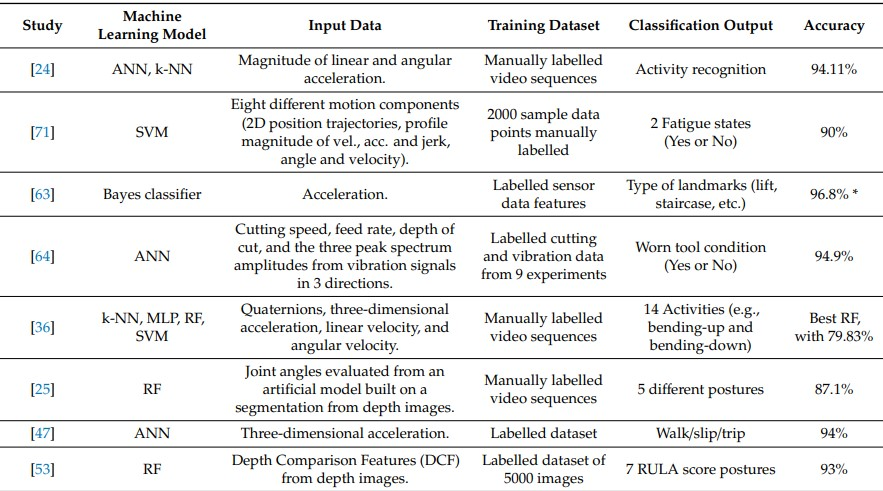 Study Machine Learning Model Input Data Training Dataset Classification Output Accuracy
[24] ANN, k-NN Magnitude of linear and angular acceleration. Manually labelled video sequences Activity recognition 94.11%
[71] SVM Eight different motion components (2D position trajectories, profile magnitude of vel., acc. and jerk, angle and velocity). 2000 sample data points manually labelled 2 Fatigue states (Yes or No) 90%
[63] Bayes classifier Acceleration. Labelled sensor data features Type of landmarks (lift, staircase, etc.) 96.8% *
[64] ANN Cutting speed, feed rate, depth of cut, and the three peak spectrum amplitudes from vibration signals in 3 directions. Labelled cutting and vibration data from 9 experiments Worn tool condition (Yes or No) 94.9%
[36] k-NN, MLP, RF, SVM Quaternions, three-dimensional acceleration, linear velocity, and angular velocity. Manually labelled video sequences 14 Activities (e.g., bending-up and bending-down) Best RF, with 79.83%
[25] RF Joint angles evaluated from an artificial model built on a segmentation from depth images. Manually labelled video sequences 5 different postures 87.1%
[47] ANN Three-dimensional acceleration. Labelled dataset Walk/slip/trip 94%
[53] RF Depth Comparison Features (DCF) from depth images. Labelled dataset of 5000 images 7 RULA score postures 93%